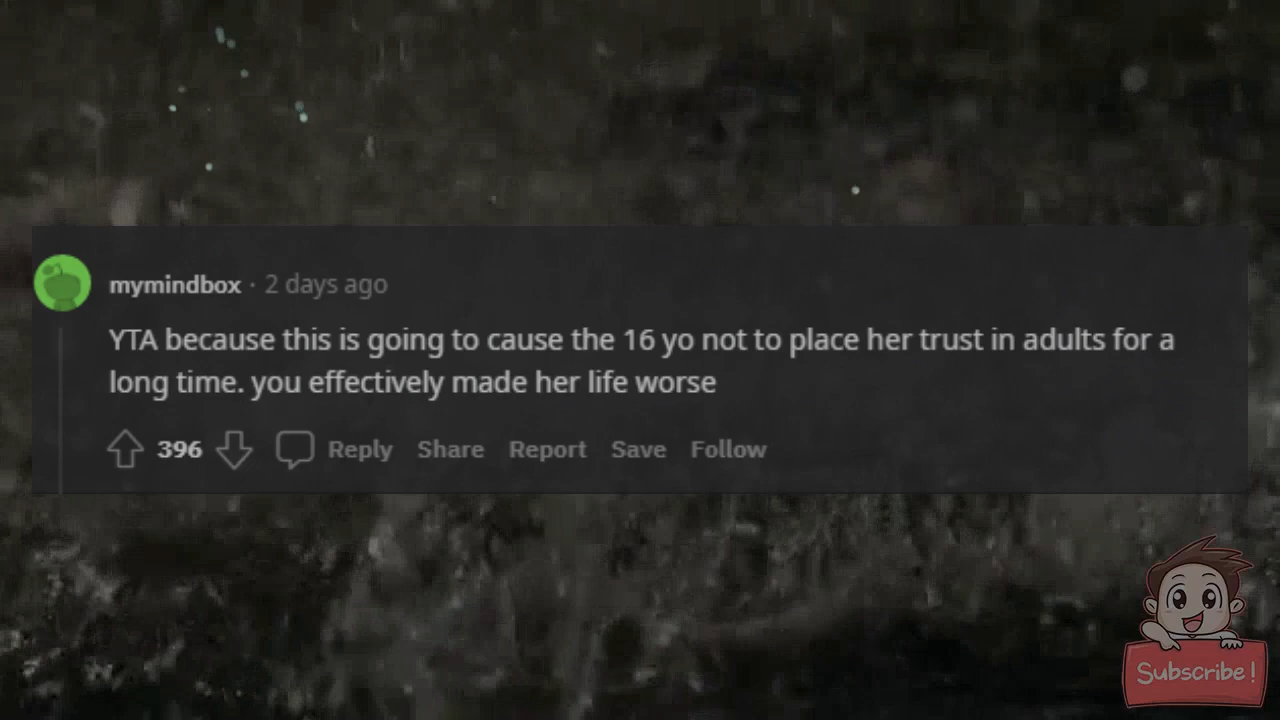 mymindbox · 2 days ago
YTA because this is going to cause the 16 yo not to place her trust in adults for a
long time. you effectively made her life worse
396 Reply Share Report Save Follow
Subscribe!